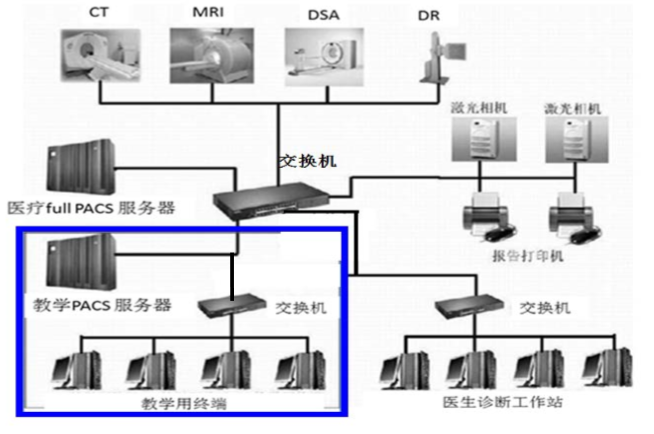 CT
MRI
DSA
DR
激光相机
激光相机
交换机
医疗full PACS 服务器
报告打印机
教学PACS 服务器
交换机
交换机
教学用终端
医生诊断工作站